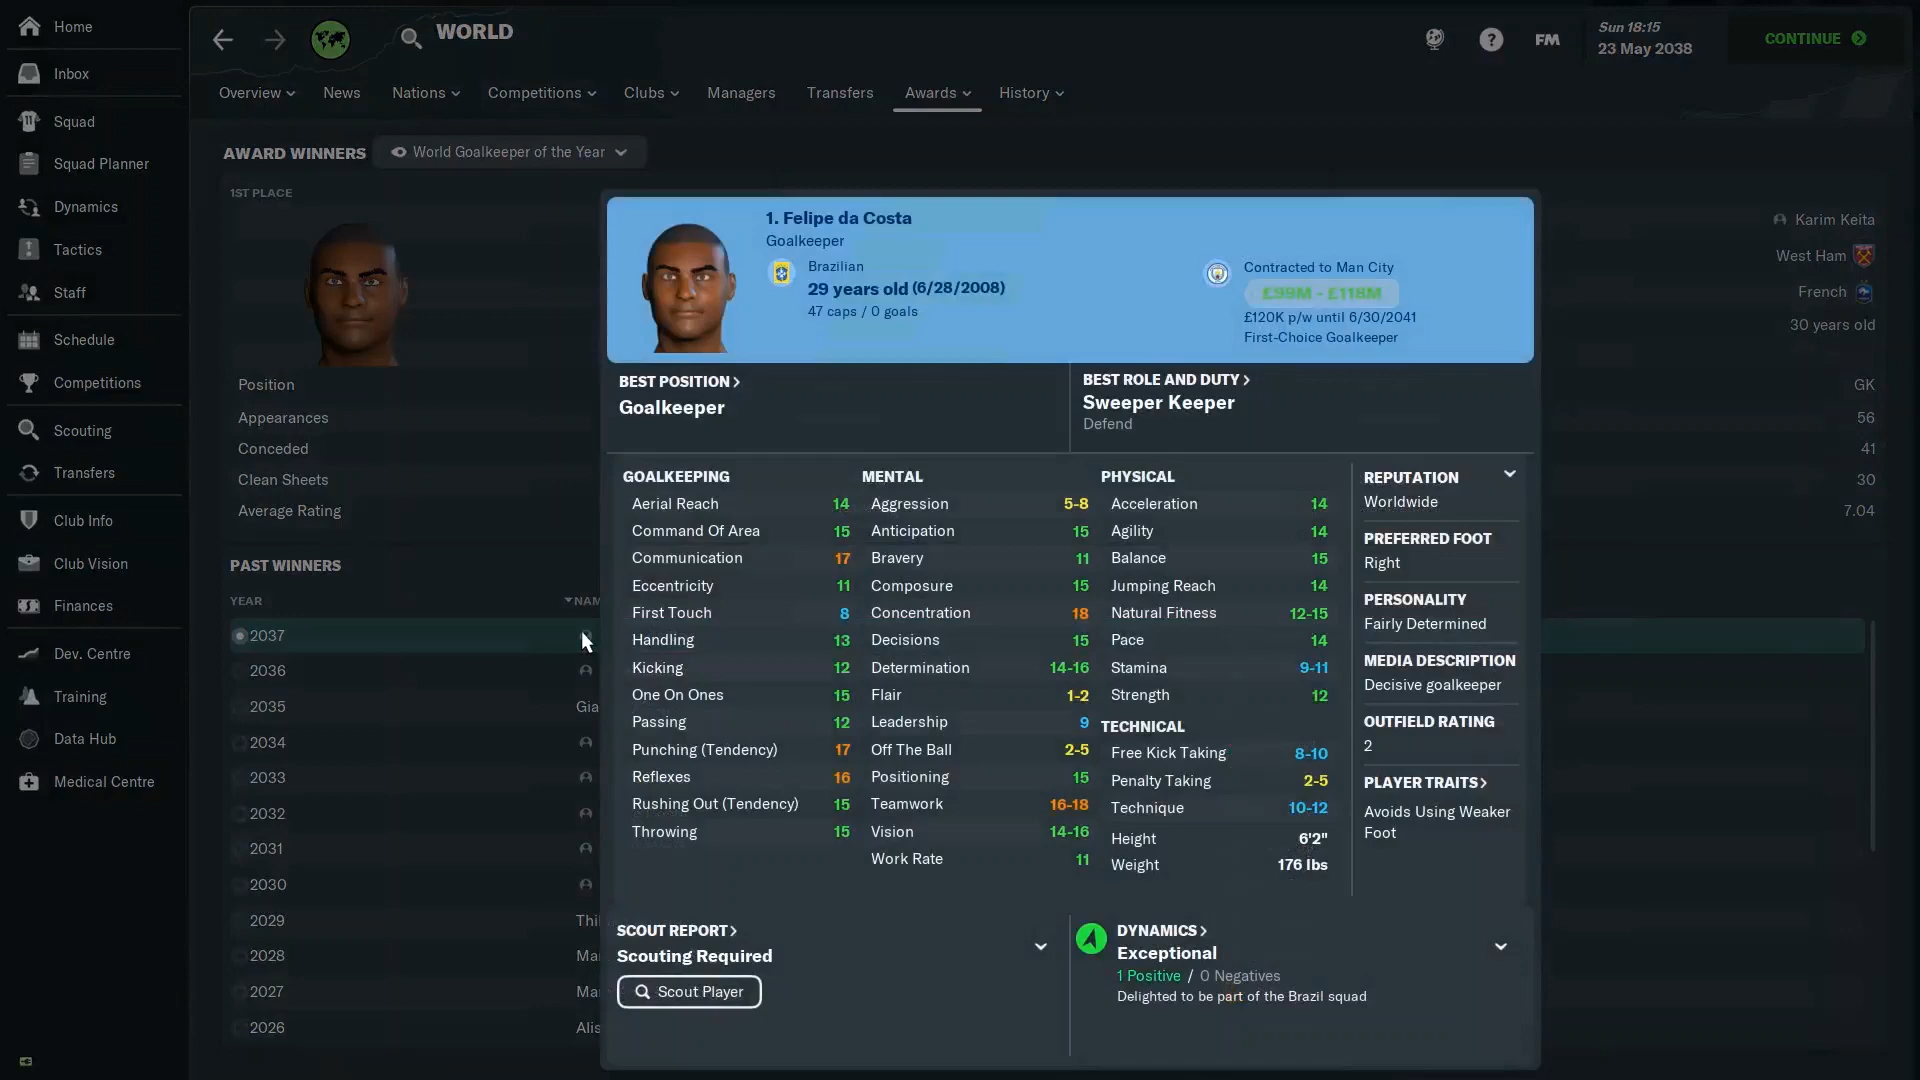 Home
Inbox
Squad
Squad Planner
Dynamics
Tactics
Staff
Schedule
Competitions
Scouting
Transfers
Club Info
Club Vision
Finances
Dev. Centre
Training
Data Hub
Medical Centre
WORLD
FM
Sun 18:15
23 May 2038
CONTINUE
Overview
News
Nations
Competitions
Clubs
Managers
Transfers
Awards
History
AWARD WINNERS
World Goalkeeper of the Year
1ST PLACE
Position
Appearances
Conceded
Clean Sheets
Average Rating
PAST WINNERS
YEAR
NAM
2037
2036
2035 Gia
2034
2033
2032
2031
2030
2029 Thi
2028 Ma
2027 Ma
2026 Alis
Karim Keïta
West Ham
French
30 years old
GK
56
41
30
7.04
1. Felipe da Costa
Goalkeeper
Brazilian
29 years old (6/28/2008)
47 caps / 0 goals
Contracted to Man City
£99M - £118M
£120K p/w until 6/30/2041
First-Choice Goalkeeper
BEST POSITION
Goalkeeper
BEST ROLE AND DUTY
Sweeper Keeper
Defend
GOALKEEPING
Aerial Reach 14
Command Of Area 15
Communication 17
Eccentricity 11
First Touch 8
Handling 13
Kicking 12
One On Ones 15
Passing 12
Punching (Tendency) 17
Reflexes 16
Rushing Out (Tendency) 15
Throwing 15
MENTAL
Aggression 5-8
Anticipation 15
Bravery 11
Composure 15
Concentration 18
Decisions 15
Determination 14-16
Flair 1-2
Leadership 9
Off The Ball 2-5
Positioning 15
Teamwork 16-18
Vision 14-16
Work Rate 11
PHYSICAL
Acceleration 14
Agility 14
Balance 15
Jumping Reach 14
Natural Fitness 12-15
Pace 14
Stamina 9-11
Strength 12
TECHNICAL
Free Kick Taking 8-10
Penalty Taking 2-5
Technique 10-12
Height 6'2"
Weight 176 lbs
REPUTATION
Worldwide
PREFERRED FOOT
Right
PERSONALITY
Fairly Determined
MEDIA DESCRIPTION
Decisive goalkeeper
OUTFIELD RATING
2
PLAYER TRAITS
Avoids Using Weaker
Foot
SCOUT REPORT
Scouting Required
Scout Player
DYNAMICS
Exceptional
1 Positive / 0 Negatives
Delighted to be part of the Brazil squad